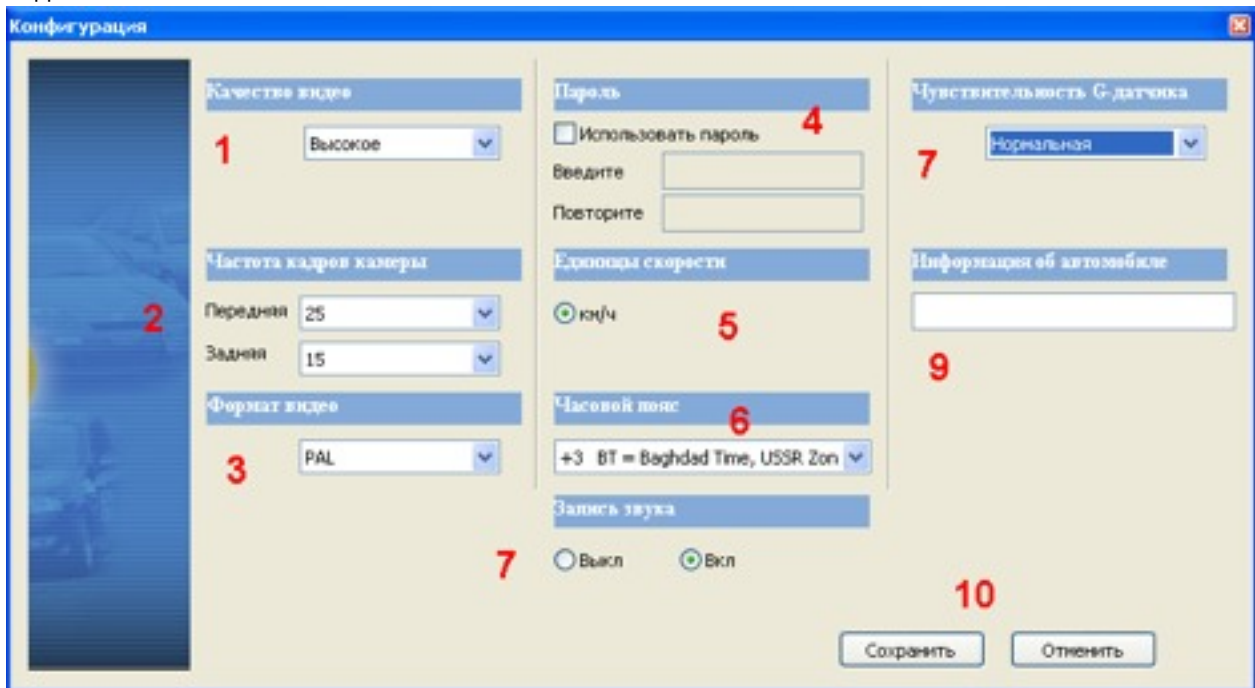 Конфигурация
Качество видео
1
Высокое
Частота кадров камеры
2
Передняя 25
Задняя 15
Формат видео
3
PAL
Пароль
4
Использовать пароль
Введите
Повторите
Единицы скорости
км/ч
5
Часовой пояс
6
+3 BT = Baghdad Time, USSR Zon
Запись звука
7
Выкл Вкл
Чувствительность G-датчика
7
Нормальная
Информация об автомобиле
9
10
Сохранить Отменить